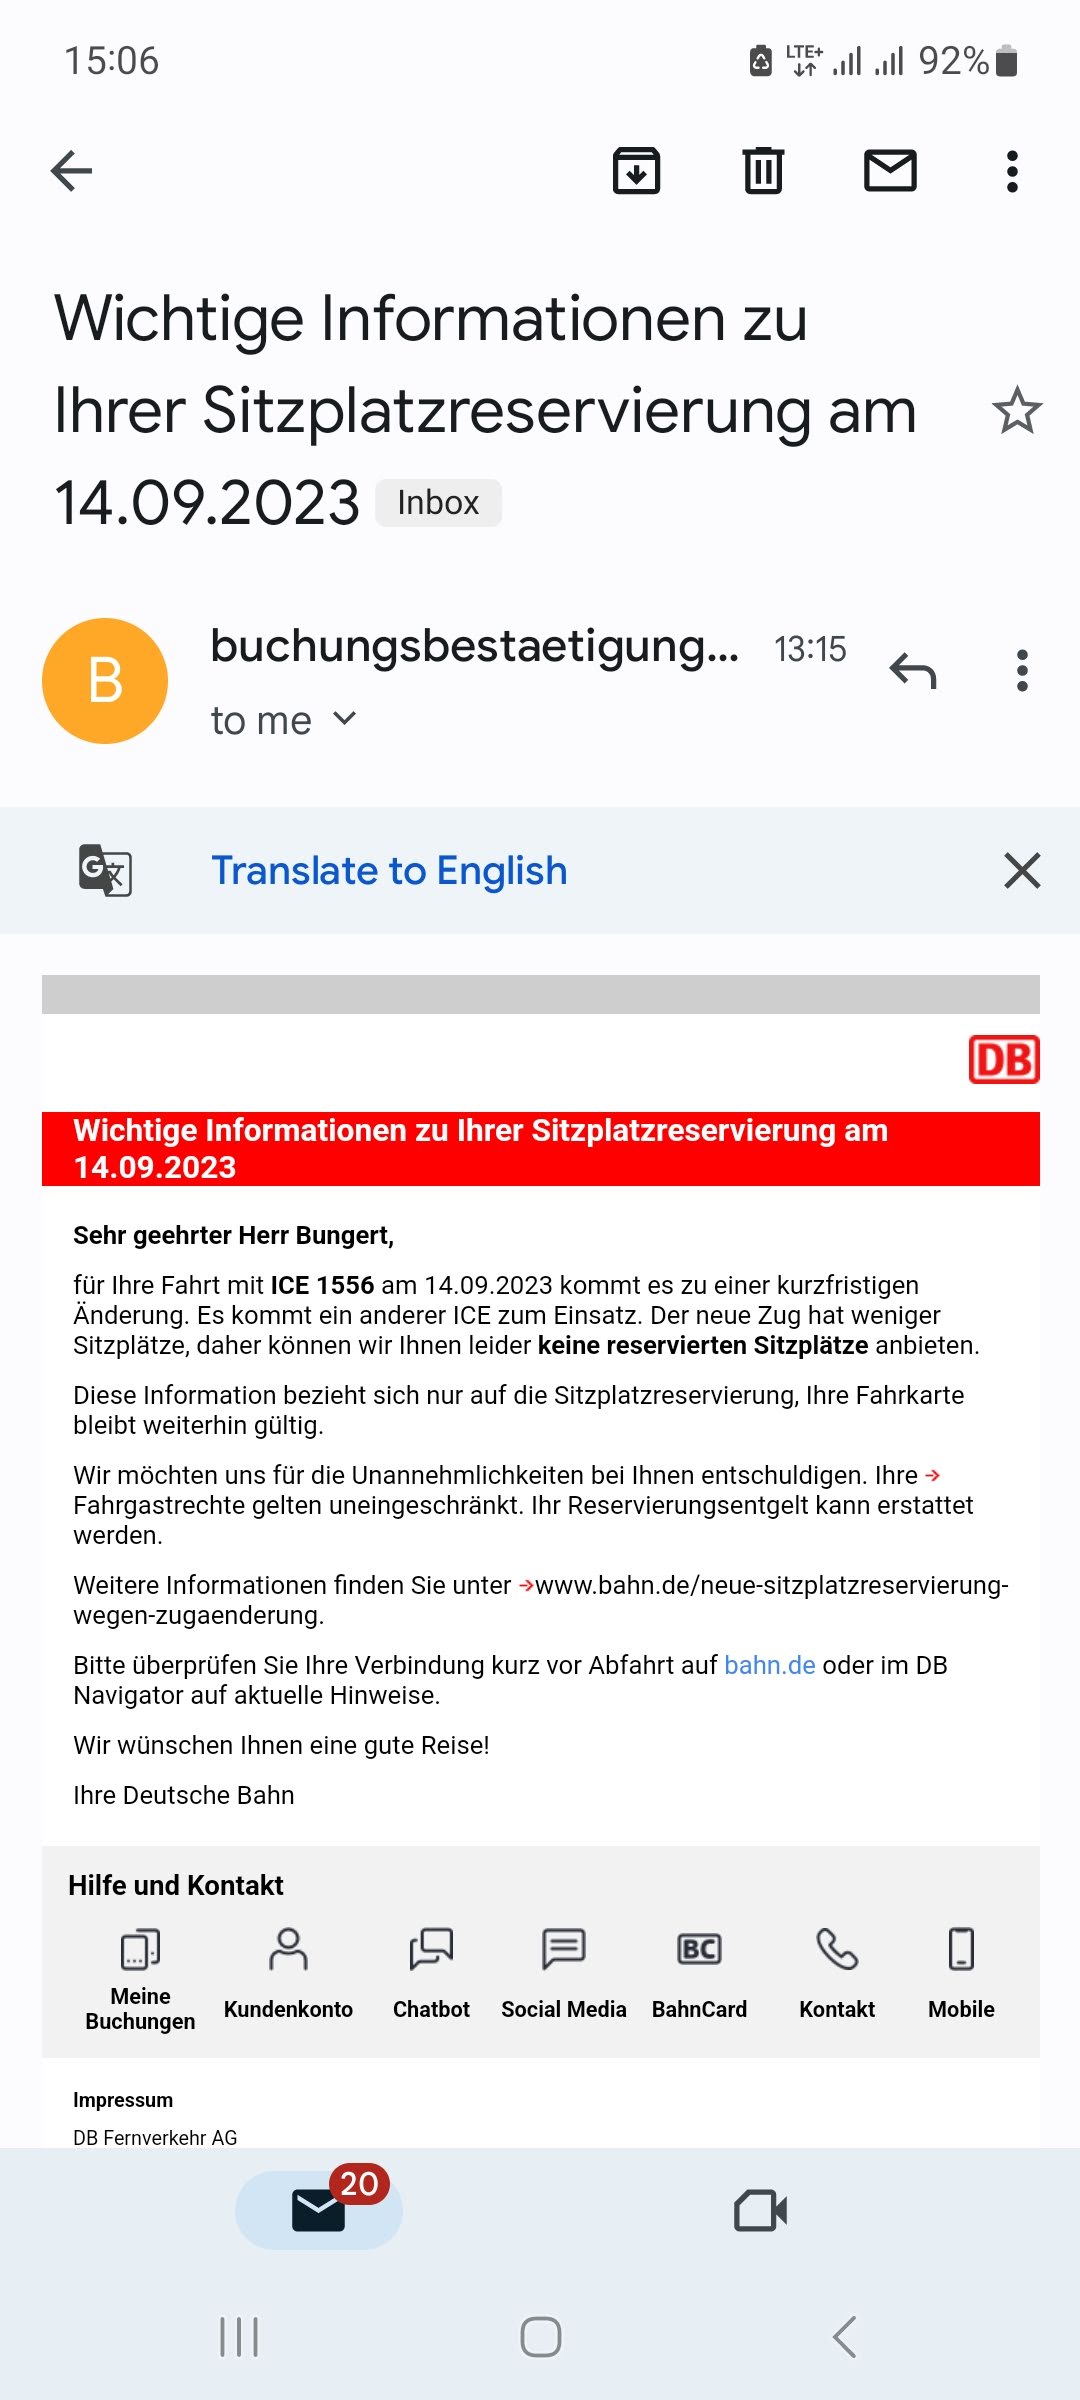 15:06
LTE+
92%
Wichtige Informationen zu
Ihrer Sitzplatzreservierung am
14.09.2023 Inbox
B
buchungsbestaetigung... 13:15
to me
G文
Translate to English
DB
Wichtige Informationen zu Ihrer Sitzplatzreservierung am
14.09.2023
Sehr geehrter Herr Bungert,
für Ihre Fahrt mit ICE 1556 am 14.09.2023 kommt es zu einer kurzfristigen
Änderung. Es kommt ein anderer ICE zum Einsatz. Der neue Zug hat weniger
Sitzplätze, daher können wir Ihnen leider keine reservierten Sitzplätze anbieten.
Diese Information bezieht sich nur auf die Sitzplatzreservierung, Ihre Fahrkarte
bleibt weiterhin gültig.
Wir möchten uns für die Unannehmlichkeiten bei Ihnen entschuldigen. Ihre →
Fahrgastrechte gelten uneingeschränkt. Ihr Reservierungsentgelt kann erstattet
werden.
Weitere Informationen finden Sie unter →www.bahn.de/neue-sitzplatzreservierung-
wegen-zugaenderung.
Bitte überprüfen Sie Ihre Verbindung kurz vor Abfahrt auf bahn.de oder im DB
Navigator auf aktuelle Hinweise.
Wir wünschen Ihnen eine gute Reise!
Ihre Deutsche Bahn
Hilfe und Kontakt
BC
Meine
Buchungen
Kundenkonto
Chatbot
Social Media
BahnCard
Kontakt
Mobile
Impressum
DB Fernverkehr AG
20